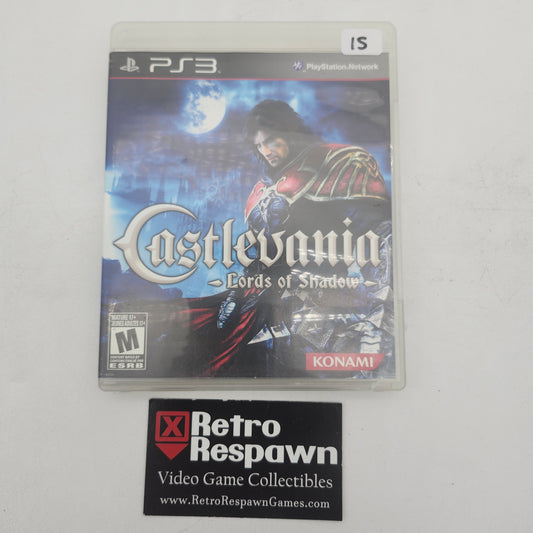 15
PS3
PlayStation Network
Castlevania
- Lords of Shadow -
MATURE 17+
M
ESRB
KONAMI
Retro
Respawn
Video Game Collectibles
www.RetroRespawnGames.com